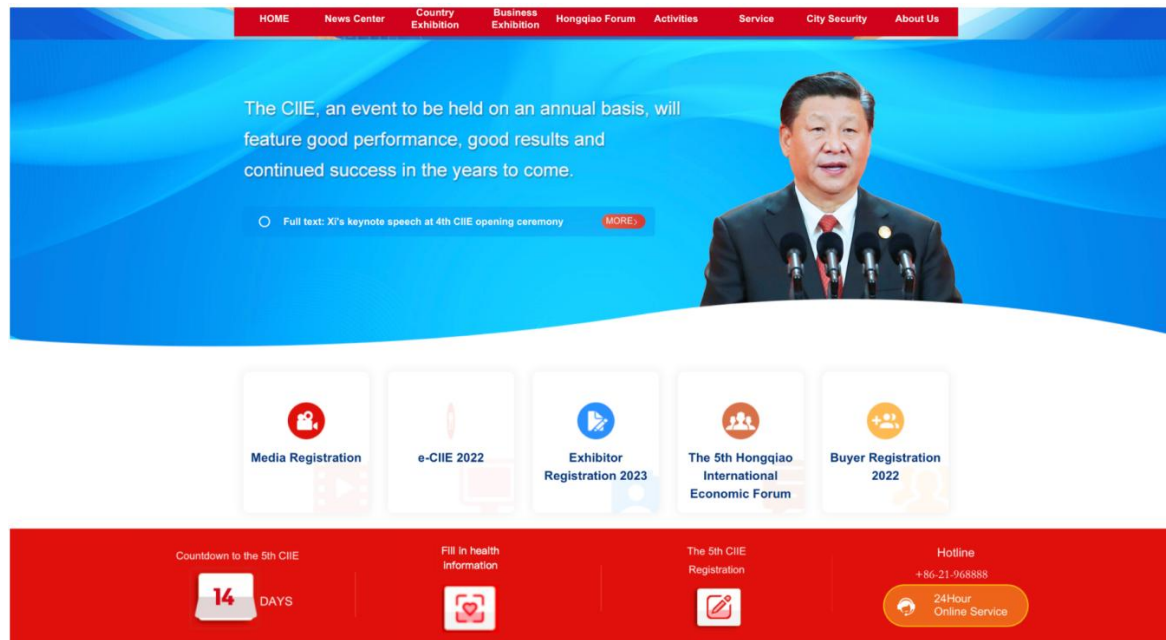 HOME
News Center
Country
Exhibition
Business
Exhibition
Hongqiao Forum
Activities
Service
City Security
About Us
The CIIE, an event to be held on an annual basis, will
feature good performance, good results and
continued success in the years to come.
Full text: Xi's keynote speech at 4th CIIE opening ceremony
MORE>
Media Registration
e-CIIE 2022
Exhibitor
Registration 2023
The 5th Hongqiao
International
Economic Forum
Buyer Registration
2022
Countdown to the 5th CIIE
14
DAYS
Fill in health
information
The 5th CIIE
Registration
Hotline
+86-21-968888
24Hour
Online Service